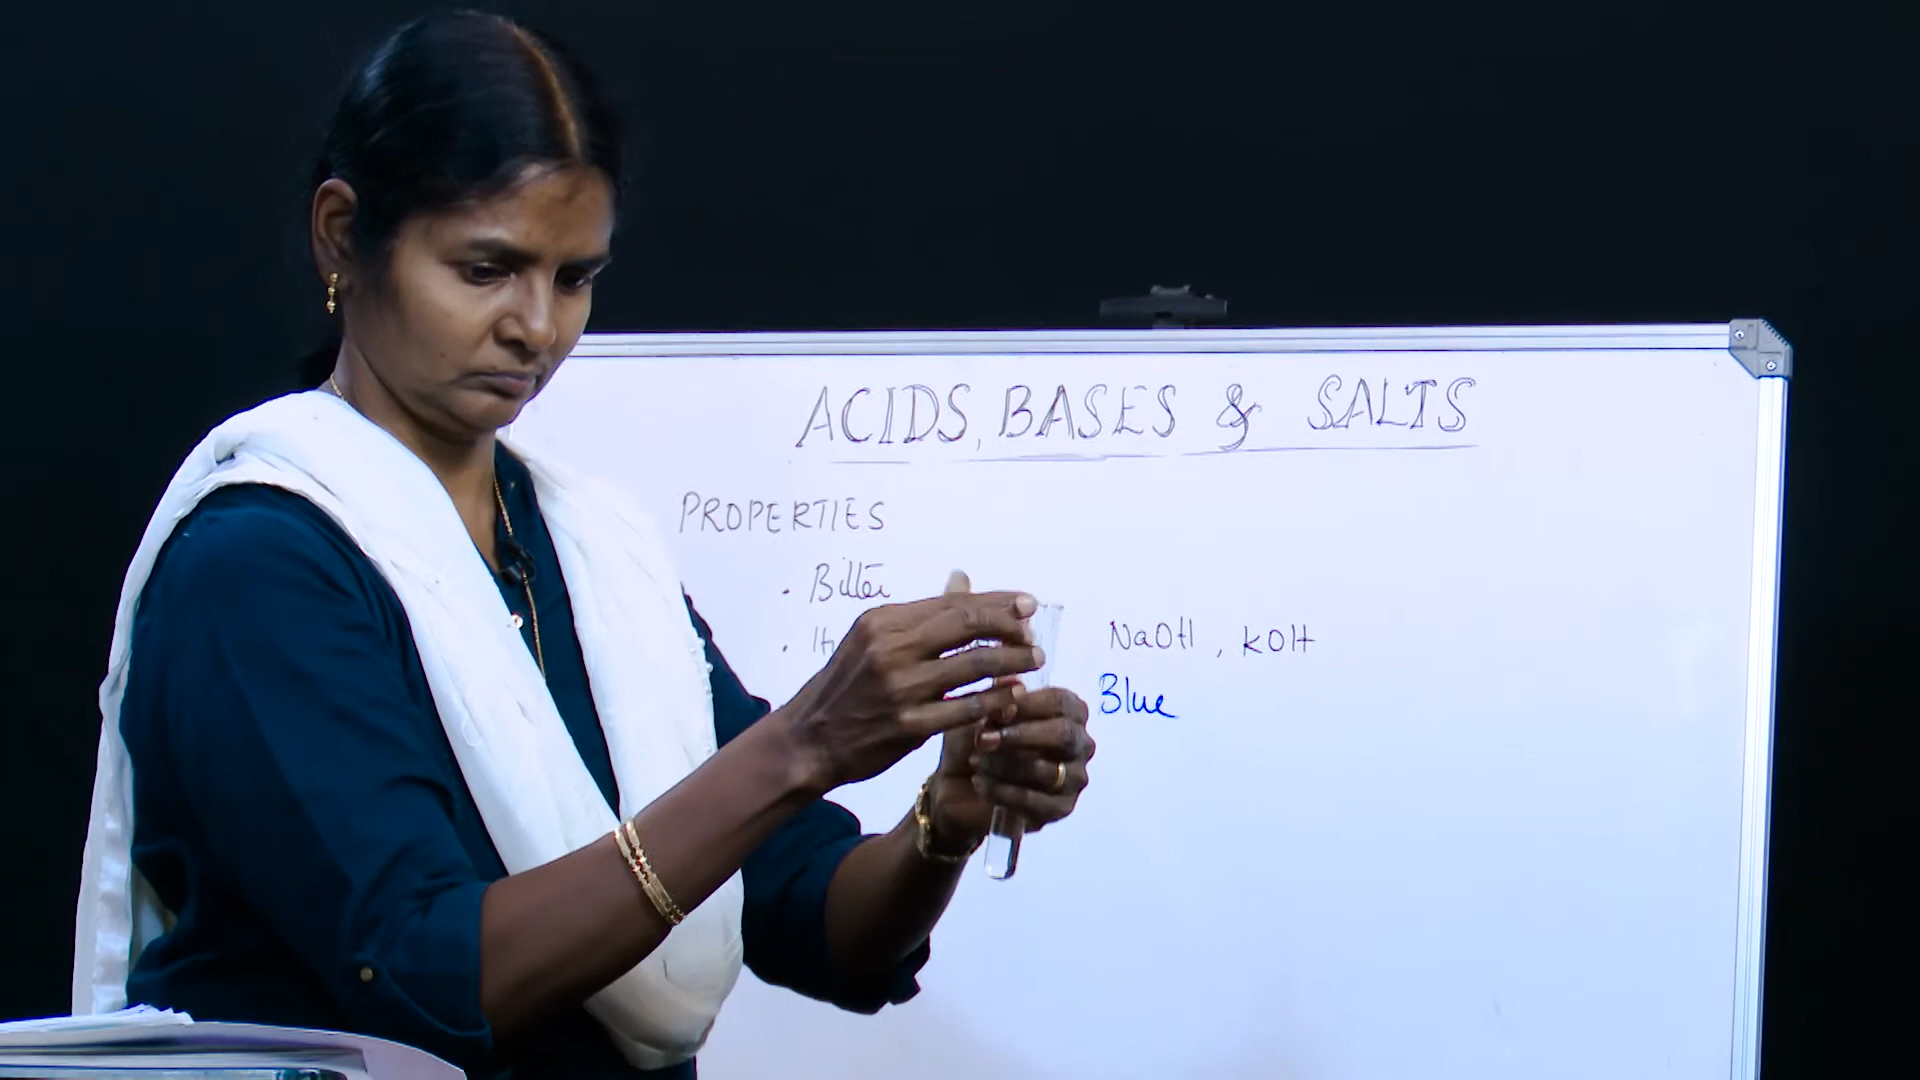 ACIDS, BASES & SALTS
PROPERTIES
. Bitter
. NaOH , KOH
Blue